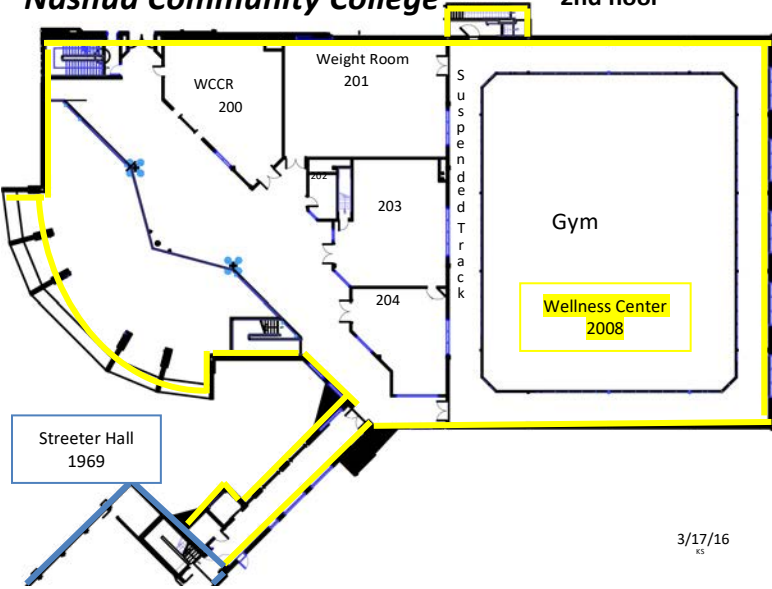 Nashua Community College
2nd floor
WCCR
200
Weight Room
201
Suspended Track
202
203
204
Gym
Wellness Center
2008
Streeter Hall
1969
3/17/16
KS